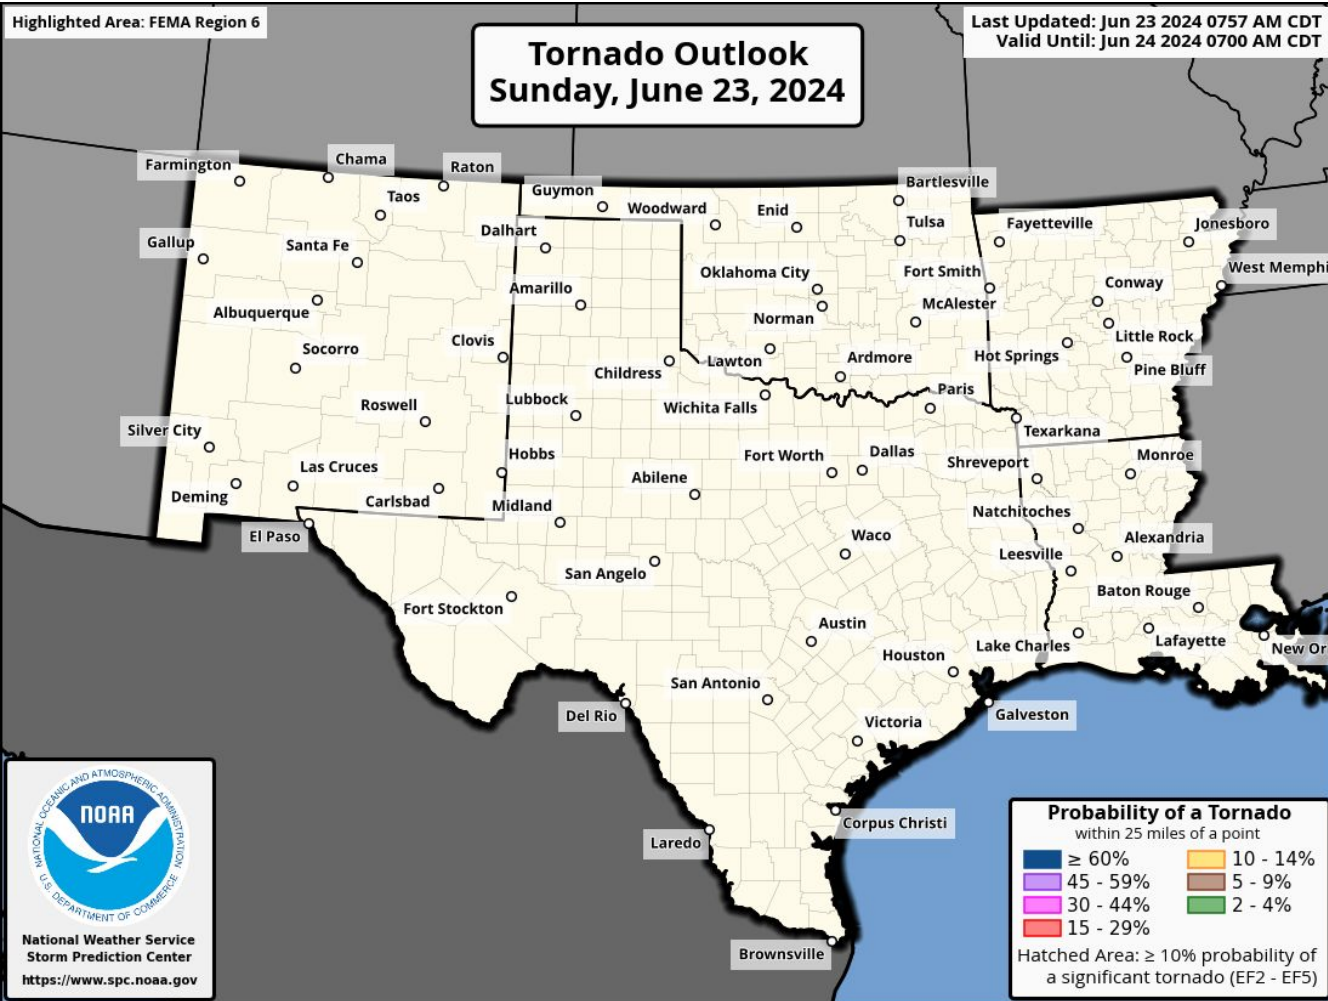 Highlighted Area: FEMA Region 6
Tornado Outlook
Sunday, June 23, 2024
Last Updated: Jun 23 2024 0757 AM CDT
Valid Until: Jun 24 2024 0700 AM CDT
Farmington
Chama
Raton
Taos
Guymon
Woodward
Enid
Bartlesville
Tulsa
Fayetteville
Jonesboro
Gallup
Santa Fe
Dalhart
Oklahoma City
Fort Smith
West Memphi
Albuquerque
Amarillo
Norman
McAlester
Conway
Socorro
Clovis
Childress
Lawton
Ardmore
Hot Springs
Little Rock
Pine Bluff
Roswell
Lubbock
Wichita Falls
Paris
Texarkana
Silver City
Las Cruces
Hobbs
Abilene
Fort Worth
Dallas
Shreveport
Monroe
Deming
Carlsbad
Midland
Natchitoches
El Paso
San Angelo
Waco
Leesville
Alexandria
Fort Stockton
Austin
Baton Rouge
Houston
Lake Charles
Lafayette
New Or
San Antonio
Del Rio
Victoria
Galveston
Corpus Christi
Laredo
Brownsville
NATIONAL OCEANIC AND ATMOSPHERIC ADMINISTRATION
NOAA
U.S. DEPARTMENT OF COMMERCE
National Weather Service
Storm Prediction Center
https://www.spc.noaa.gov
Probability of a Tornado
within 25 miles of a point
≥ 60%
45 - 59%
30 - 44%
15 - 29%
10 - 14%
5 - 9%
2 - 4%
Hatched Area: ≥ 10% probability of
a significant tornado (EF2 - EF5)